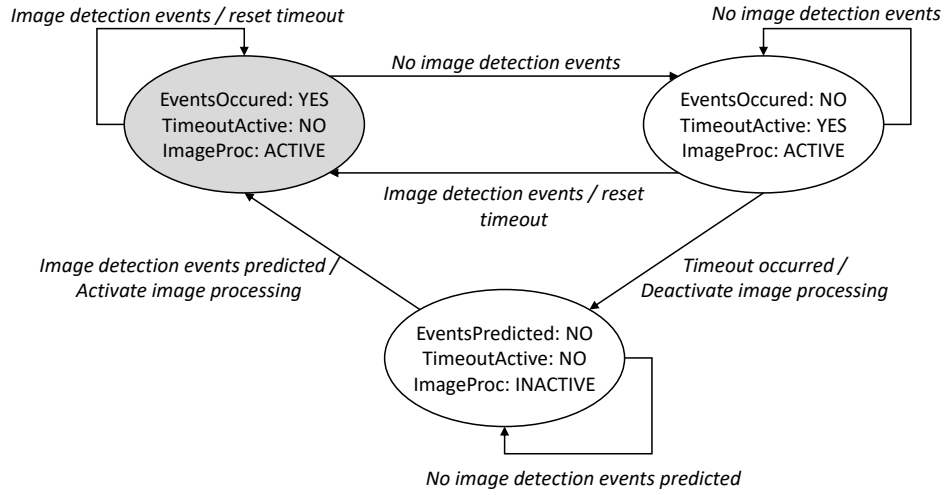 Image detection events / reset timeout
No image detection events
No image detection events
EventsOccured: YES
TimeoutActive: NO
ImageProc: ACTIVE
EventsOccured: NO
TimeoutActive: YES
ImageProc: ACTIVE
Image detection events / reset
timeout
Image detection events predicted /
Activate image processing
Timeout occurred /
Deactivate image processing
EventsPredicted: NO
TimeoutActive: NO
ImageProc: INACTIVE
No image detection events predicted